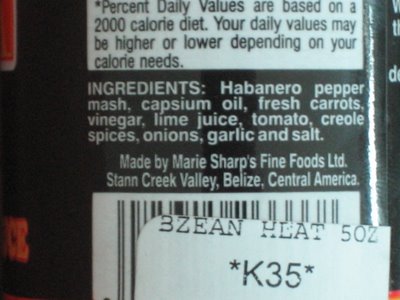 *Percent Daily Values are based on a
2000 calorie diet. Your daily values may
be higher or lower depending on your
calorie needs.
INGREDIENTS: Habanero pepper
mash, capsium oil, fresh carrots,
vinegar, lime juice, tomato, creole
spices, onions, garlic and salt.
Made by Marie Sharp's Fine Foods Ltd.
Stann Creek Valley, Belize, Central America.
BZEAN HEAT 5OZ
*K35*